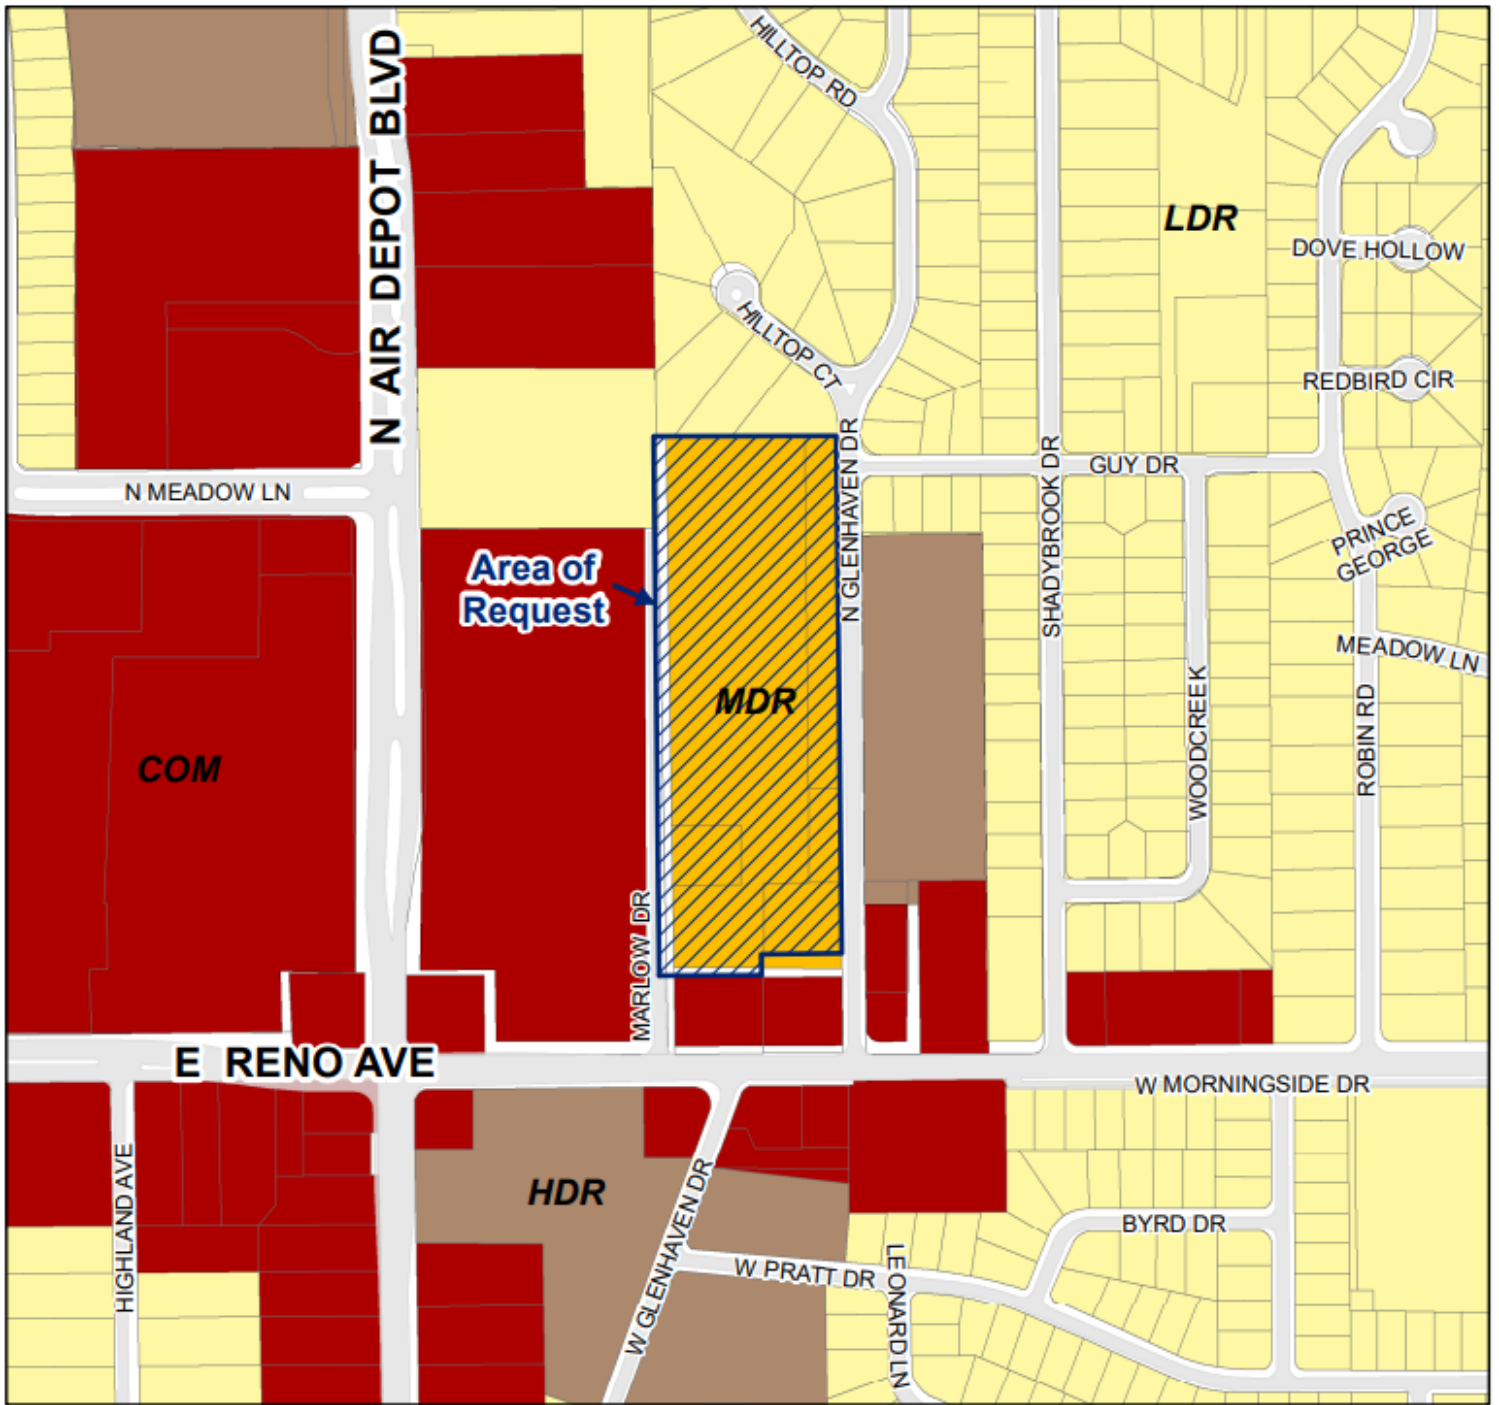 HILLTOP RD
N AIR DEPOT BLVD
LDR
DOVE HOLLOW
HILLTOP CT
REDBIRD CIR
N MEADOW LN
N GLENHAVEN DR
SHADYBROOK DR
GUY DR
PRINCE
GEORGE
Area of
Request
MEADOW LN
MDR
WOODCREEK
ROBIN RD
COM
MARLOW DR
E RENO AVE
W MORNINGSIDE DR
HIGHLAND AVE
HDR
W GLENHAVEN DR
BYRD DR
W PRATT DR
LEONARD LN